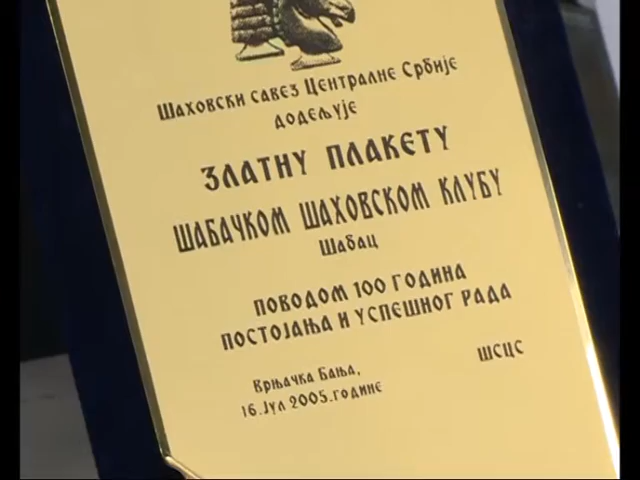 Шаховски савез Централне Србије
додељује
ЗЛАТНУ ПЛАКЕТУ
ШАБАЧКОМ ШАХОВСКОМ КЛУБУ
Шабац
ПОВОДОМ 100 ГОДИНА
ПОСТОЈАЊА И УСПЕШНОГ РАДА
ШСЦС
Врњачка Бања,
16.Јул 2005.године